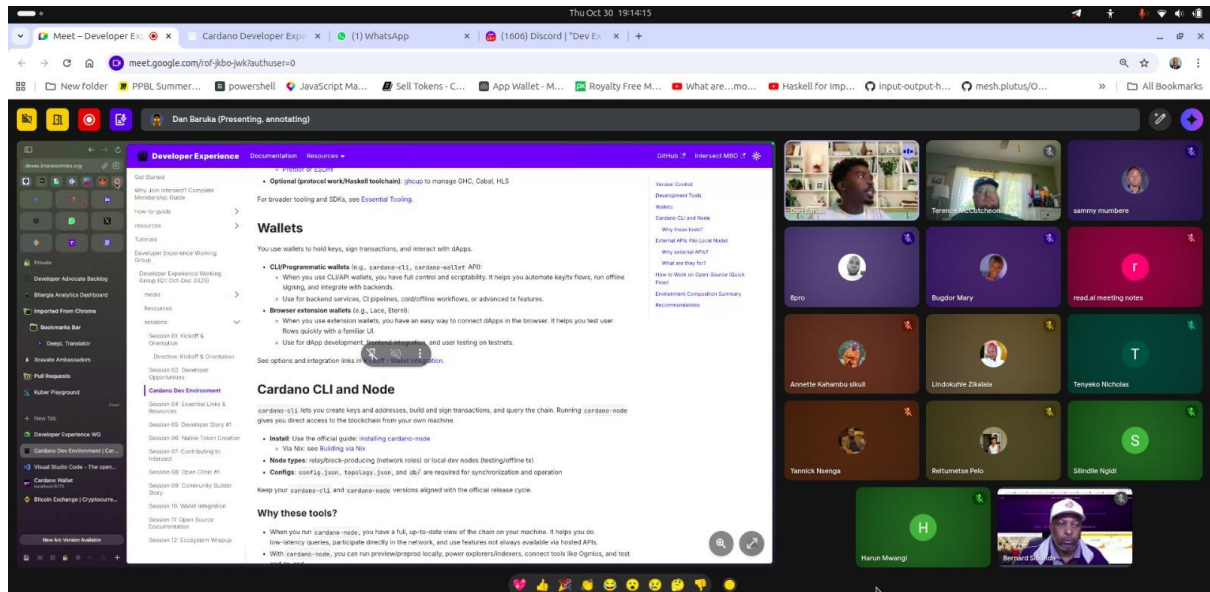 Thu Oct 30 19:14:15
Meet – Developer Exp
Cardano Developer Expe
(1) WhatsApp
(1606) Discord | "Dev Ex
meet.google.com/rof-jkbo-jwk?authuser=0
New folder
PPBL Summer...
powershell
JavaScript Ma...
Sell Tokens - C...
App Wallet - M...
Royalty Free M...
What are...mo...
Haskell for Imp...
input-output-h...
mesh.plutus/O...
All Bookmarks
Dan Baruka (Presenting, annotating)
devex.intersectmbo.org
Private
Developer Advocate Backlog
Bitergia Analytics Dashboard
Imported From Chrome
Bookmarks Bar
DeepL Translator
Xsavate Ambassadors
Pull Requests
Kuber Playground
Clear
New Tab
Developer Experience WG
Cardano Dev Environment | Car...
Visual Studio Code - The open...
Cardano Wallet
Bitcoin Exchange | Cryptocurre...
New Arc Version Available
Developer Experience
Documentation
Resources
GitHub
Intersect MBO
Get Started
Why Join Intersect? Complete
Membership Guide
How-to-guide
resources
Tutorials
Developer Experience Working
Group
Developer Experience Working
Group (Q1: Oct-Dec 2025)
media
Resources
sessions
Session 01: Kickoff &
Orientation
Directive: Kickoff & Orientation
Session 02: Developer
Opportunities
Cardano Dev Environment
Session 04: Essential Links &
Resources
Session 05: Developer Story #1
Session 06: Native Token Creation
Session 07: Contributing to
Intersect
Session 08: Open Clinic #1
Session 09: Community Builder
Story
Session 10: Wallet Integration
Session 11: Open Source
Documentation
Session 12: Ecosystem Wrapup
Prettier or ESLint
Optional (protocol work/Haskell toolchain): ghcup to manage GHC, Cabal, HLS
For broader tooling and SDKs, see Essential Tooling.
Wallets
You use wallets to hold keys, sign transactions, and interact with dApps.
CLI/Programmatic wallets (e.g., cardano-cli, cardano-wallet API):
When you use CLI/API wallets, you have full control and scriptability. It helps you automate key/tx flows, run offline
signing, and integrate with backends.
Use for backend services, CI pipelines, cold/offline workflows, or advanced tx features.
Browser extension wallets (e.g., Lace, Eternl):
When you use extension wallets, you have an easy way to connect dApps in the browser. It helps you test user
flows quickly with a familiar UI.
Use for dApp development, frontend integration, and user testing on testnets.
See options and integration links in Kickoff - Wallet Integration.
Cardano CLI and Node
cardano-cli lets you create keys and addresses, build and sign transactions, and query the chain. Running cardano-node
gives you direct access to the blockchain from your own machine.
Install: Use the official guide: Installing cardano-node
Via Nix: see Building via Nix
Node types: relay/block-producing (network roles) or local dev nodes (testing/offline tx)
Configs: config.json, topology.json, and db/ are required for synchronization and operation
Keep your cardano-cli and cardano-node versions aligned with the official release cycle.
Why these tools?
When you run cardano-node, you have a full, up-to-date view of the chain on your machine. It helps you do
low-latency queries, participate directly in the network, and use features not always available via hosted APIs.
With cardano-node, you can run preview/preprod locally, power explorers/indexers, connect tools like Ogmios, and test
Version Control
Development Tools
Wallets
Cardano CLI and Node
Why these tools?
External APIs (No Local Node)
Why external APIs?
What are they for?
How to Work on Open-Source (Quick
Flow)
Environment Composition Summary
Recommendations
Dan Baruka
Terence McCutcheon
sammy mumbere
Bpro
Bugdor Mary
r
read.ai meeting notes
Annette Kahambu sikuli
Lindokuhle Zikalala
T
Tenyeko Nicholas
Yannick Nsenga
Reitumetse Pelo
S
Silindile Ngidi
H
Harun Mwangi
Bernard Sibanda